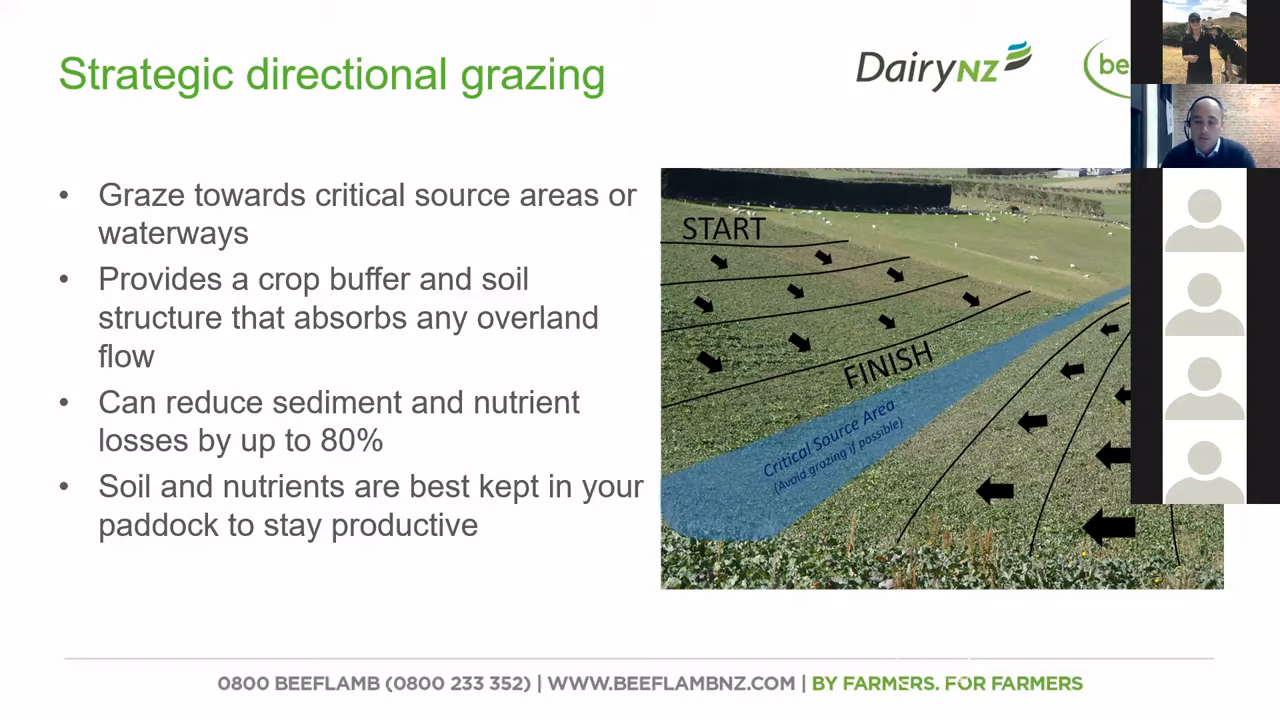 Strategic directional grazing
DairyNZ
be
• Graze towards critical source areas or
waterways
• Provides a crop buffer and soil
structure that absorbs any overland
flow
• Can reduce sediment and nutrient
losses by up to 80%
• Soil and nutrients are best kept in your
paddock to stay productive
START
FINISH
Critical Source Area
(Avoid grazing if possible)
0800 BEEFLAMB (0800 233 352) | WWW.BEEFLAMBNZ.COM | BY FARMERS. FOR FARMERS